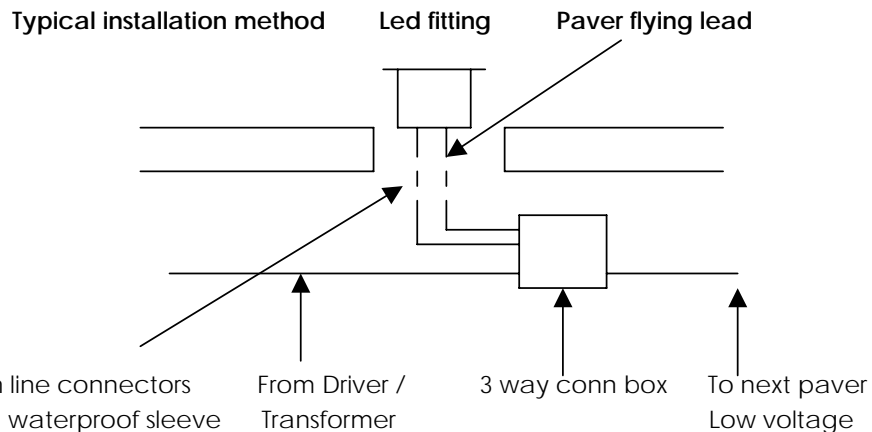 Typical installation method Led fitting Paver flying lead
line connectors From Driver / 3 way conn box To next paver
waterproof sleeve Transformer Low voltage